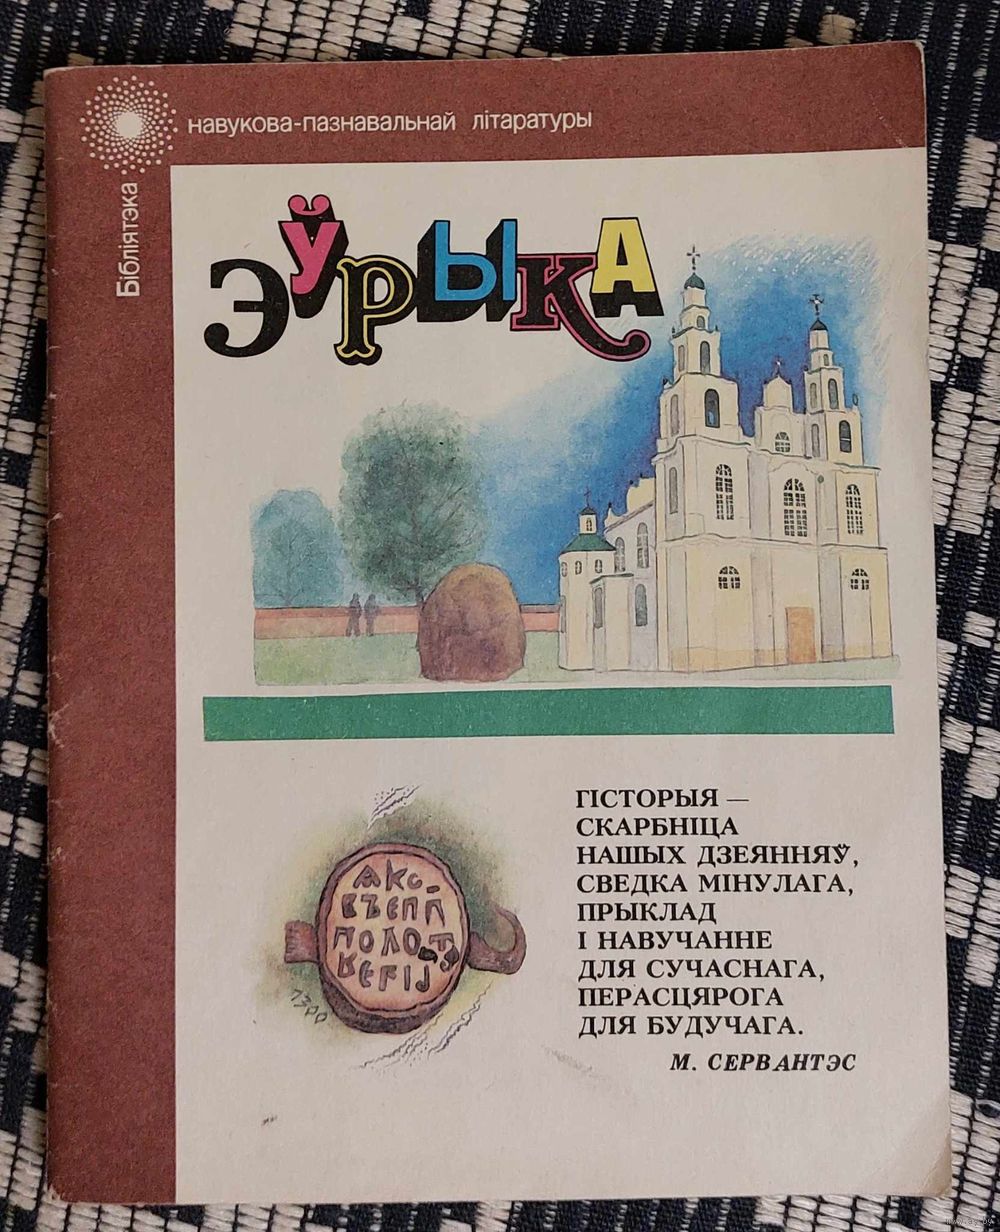 навукова-пазнавальнай літаратуры
Бібліятэка
ЭЎРЫКА
ГІСТОРЫЯ —
СКАРБНІЦА
НАШЫХ ДЗЕЯННЯЎ,
СВЕДКА МІНУЛАГА,
ПРЫКЛАД
І НАВУЧАННЕ
ДЛЯ СУЧАСНАГА,
ПЕРАСЦЯРОГА
ДЛЯ БУДУЧАГА.
М. СЕРВАНТЭС
1300